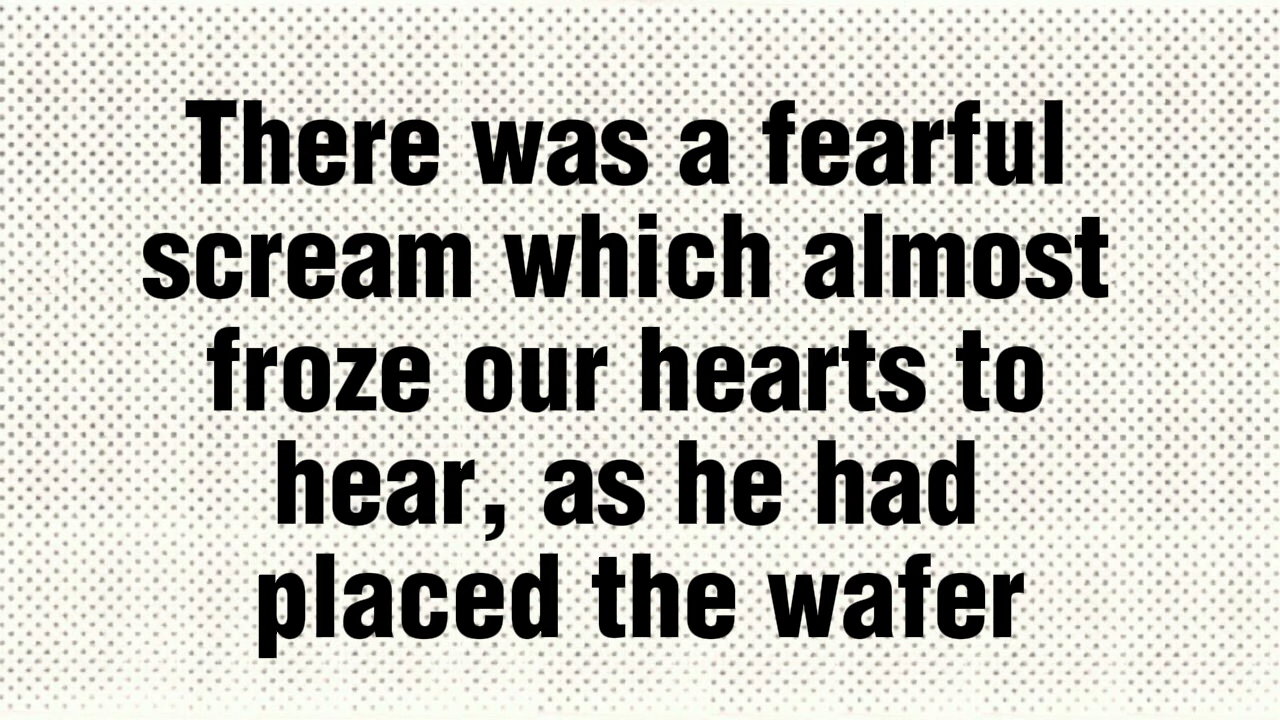 There was a fearful
scream which almost
froze our hearts to
hear, as he had
placed the wafer